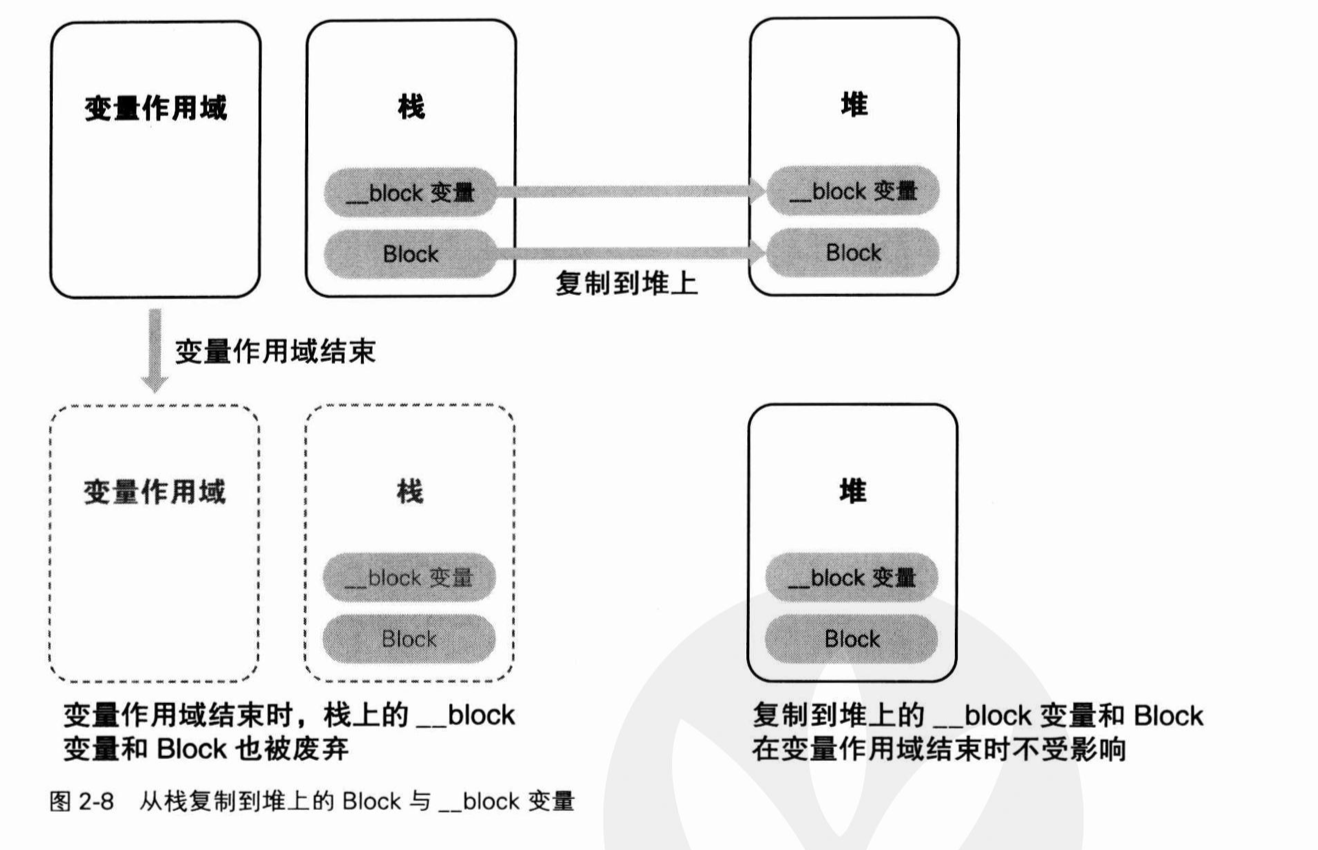 变量作用域
栈
堆
__block 变量
__block 变量
Block
Block
复制到堆上
变量作用域结束
变量作用域
栈
堆
__block 变量
__block 变量
Block
Block
变量作用域结束时，栈上的 __block
变量和 Block 也被废弃
复制到堆上的 __block 变量和 Block
在变量作用域结束时不受影响
图 2-8 从栈复制到堆上的 Block 与 __block 变量